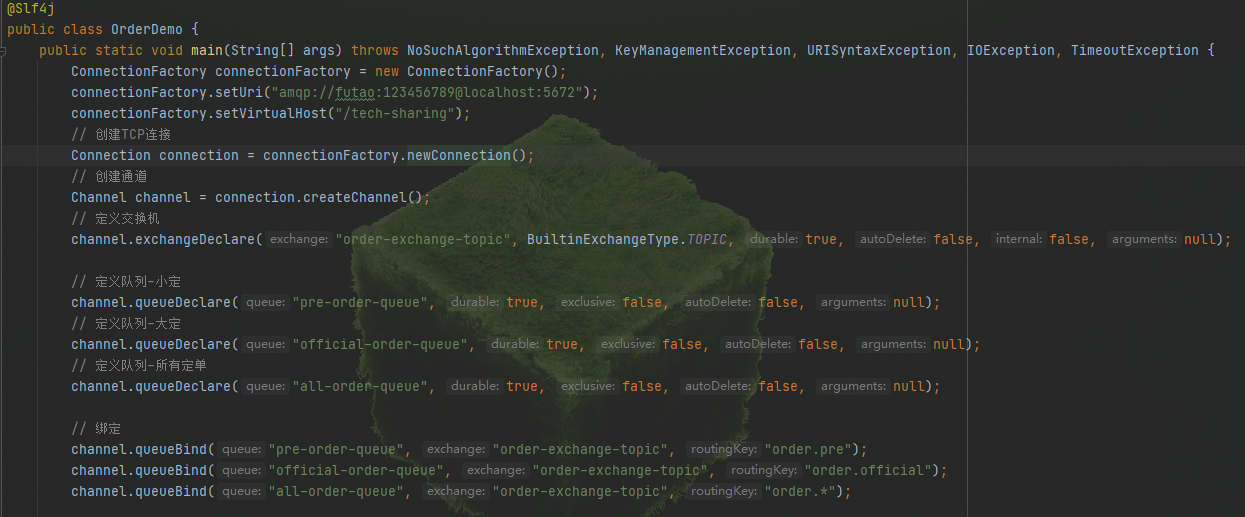 @Slf4j
public class OrderDemo {
public static void main(String[] args) throws NoSuchAlgorithmException, KeyManagementException, URISyntaxException, IOException, TimeoutException {
ConnectionFactory connectionFactory = new ConnectionFactory();
connectionFactory.setUri("amqp://futao:123456789@localhost:5672");
connectionFactory.setVirtualHost("/tech-sharing");
// 创建TCP连接
Connection connection = connectionFactory.newConnection();
// 创建通道
Channel channel = connection.createChannel();
// 定义交换机
channel.exchangeDeclare( exchange: "order-exchange-topic", BuiltinExchangeType.TOPIC, durable: true, autoDelete: false, internal: false, arguments: null);
// 定义队列-小定
channel.queueDeclare( queue: "pre-order-queue", durable: true, exclusive: false, autoDelete: false, arguments: null);
// 定义队列-大定
channel.queueDeclare( queue: "official-order-queue", durable: true, exclusive: false, autoDelete: false, arguments: null);
// 定义队列-所有定单
channel.queueDeclare( queue: "all-order-queue", durable: true, exclusive: false, autoDelete: false, arguments: null);
// 绑定
channel.queueBind( queue: "pre-order-queue", exchange: "order-exchange-topic", routingKey: "order.pre");
channel.queueBind( queue: "official-order-queue", exchange: "order-exchange-topic", routingKey: "order.official");
channel.queueBind( queue: "all-order-queue", exchange: "order-exchange-topic", routingKey: "order.*");